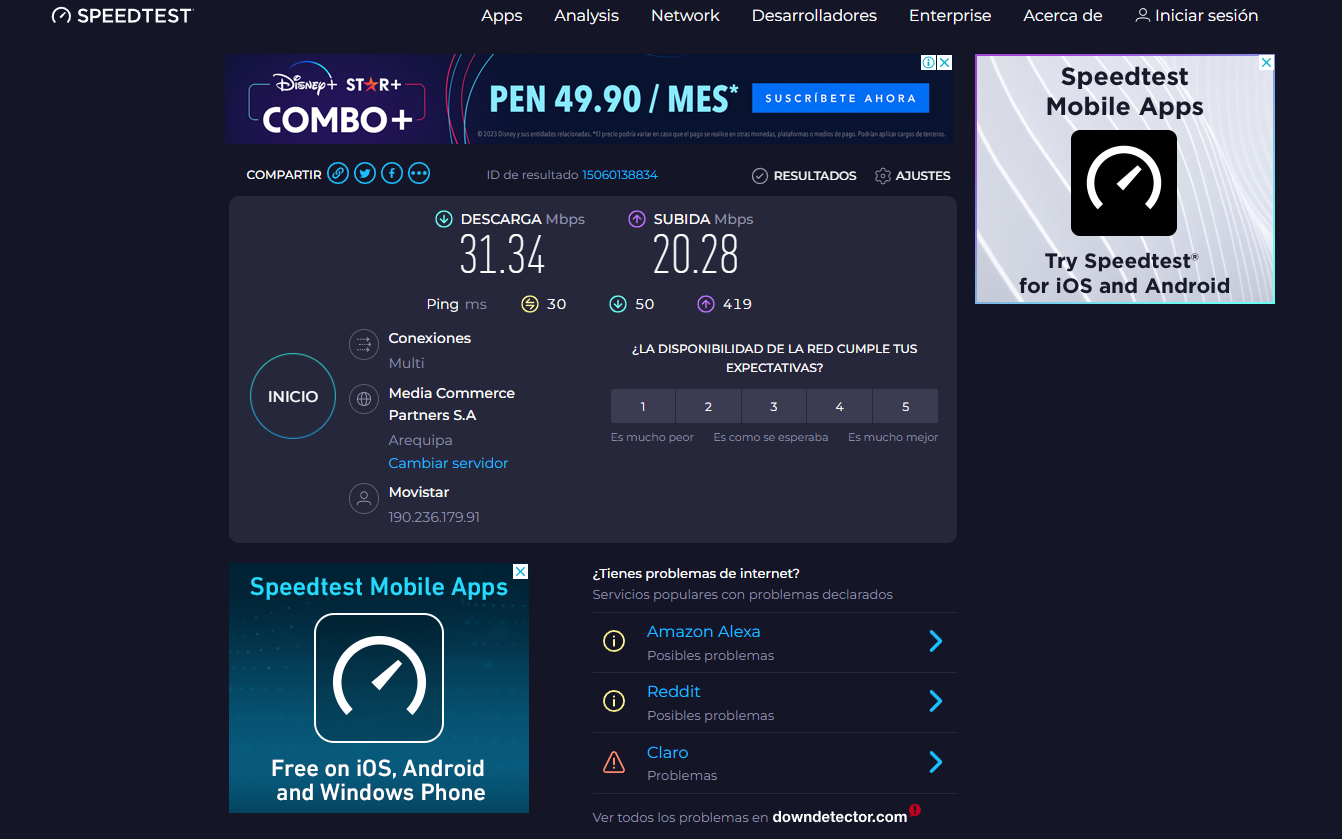 SPEEDTEST
Apps Analysis Network Desarrolladores Enterprise Acerca de Iniciar sesión
Disney+ STAR+
COMBO+
PEN 49.90 / MES*
SUSCRÍBETE AHORA
© 2023 Disney y sus entidades relacionadas. *El precio podría variar en caso que el pago se realice en otras monedas, plataformas o medios de pago. Podrían aplicar cargos de terceros.
Speedtest
Mobile Apps
Try Speedtest®
for iOS and Android
COMPARTIR
ID de resultado 15060138834
RESULTADOS AJUSTES
DESCARGA Mbps
31.34
SUBIDA Mbps
20.28
Ping ms 30 50 419
INICIO
Conexiones
Multi
Media Commerce
Partners S.A
Arequipa
Cambiar servidor
Movistar
190.236.179.91
¿LA DISPONIBILIDAD DE LA RED CUMPLE TUS
EXPECTATIVAS?
1 2 3 4 5
Es mucho peor Es como se esperaba Es mucho mejor
Speedtest Mobile Apps
Free on iOS, Android
and Windows Phone
¿Tienes problemas de internet?
Servicios populares con problemas declarados
Amazon Alexa
Posibles problemas
Reddit
Posibles problemas
Claro
Problemas
Ver todos los problemas en downdetector.com